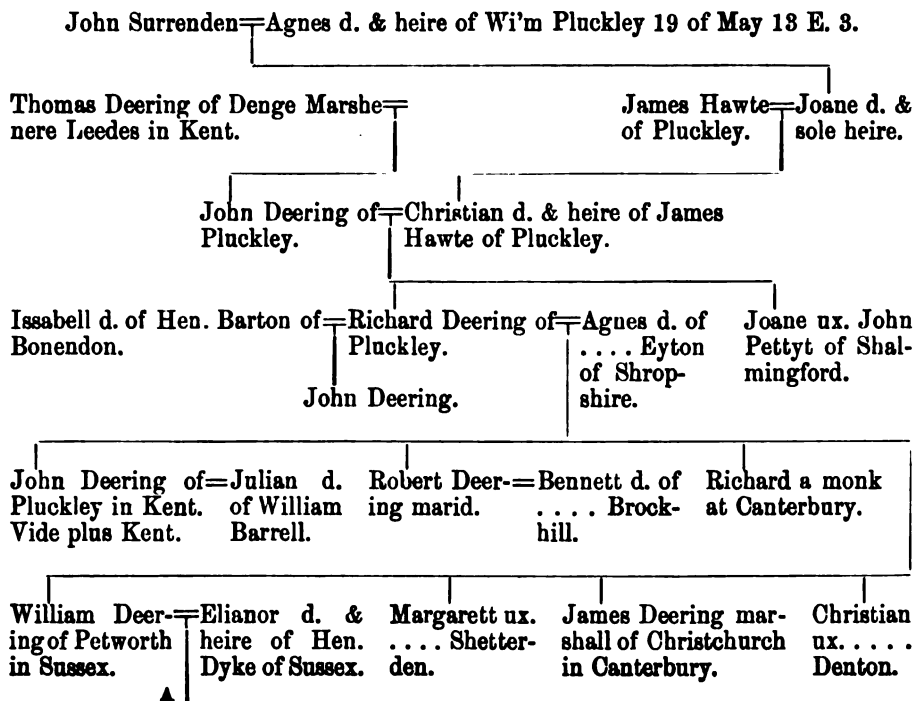 John Surrenden=Agnes d. & heire of Wi'm Pluckley 19 of May 13 E. 3.
Thomas Deering of Denge Marshe=
nere Leedes in Kent.
James Hawte=Joane d. &
of Pluckley. sole heire.
John Deering of=Christian d. & heire of James
Pluckley. Hawte of Pluckley.
Issabell d. of Hen. Barton of=Richard Deering of=Agnes d. of
Bonendon. Pluckley. .... Eyton
of Shrop-
shire.
Joane ux. John
Pettyt of Shal-
mingford.
John Deering.
John Deering of=Julian d.
Pluckley in Kent. of William
Vide plus Kent. Barrell.
Robert Deer-=Bennett d. of
ing marid. .... Brock-
hill.
Richard a monk
at Canterbury.
William Deer-=Elianor d. &
ing of Petworth heire of Hen.
in Sussex. Dyke of Sussex.
Margarett ux.
.... Shetter-
den.
James Deering mar-
shall of Christchurch
in Canterbury.
Christian
ux. .....
Denton.
A